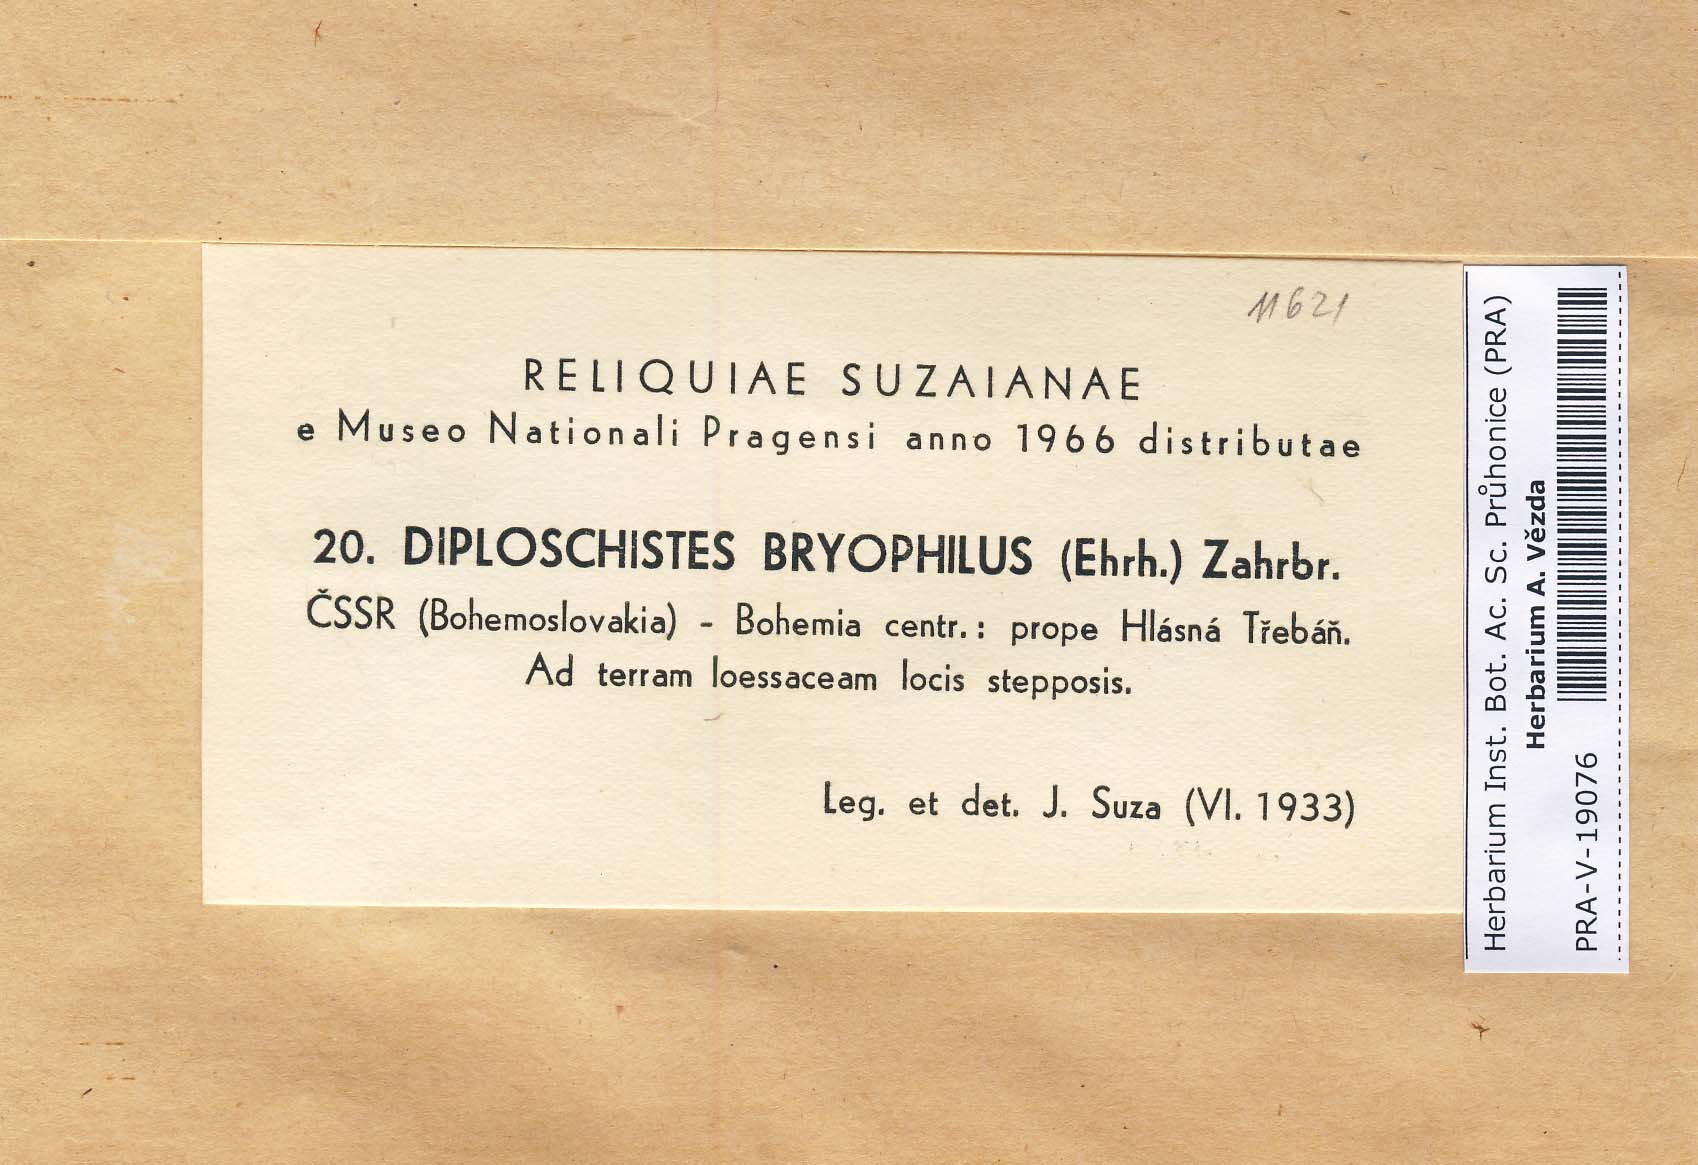 11621
RELIQUIAE SUZAIANAE
e Museo Nationali Pragensi anno 1966 distributae
20. DIPLOSCHISTES BRYOPHILUS (Ehrh.) Zahrbr.
ČSSR (Bohemoslovakia) - Bohemia centr.: prope Hlásná Třebáň.
Ad terram loessaceam locis stepposis.
Leg. et det. J. Suza (VI. 1933)
Herbarium Inst. Bot. Ac. Sc. Průhonice (PRA)
Herbarium A. Vězda
PRA-V-19076